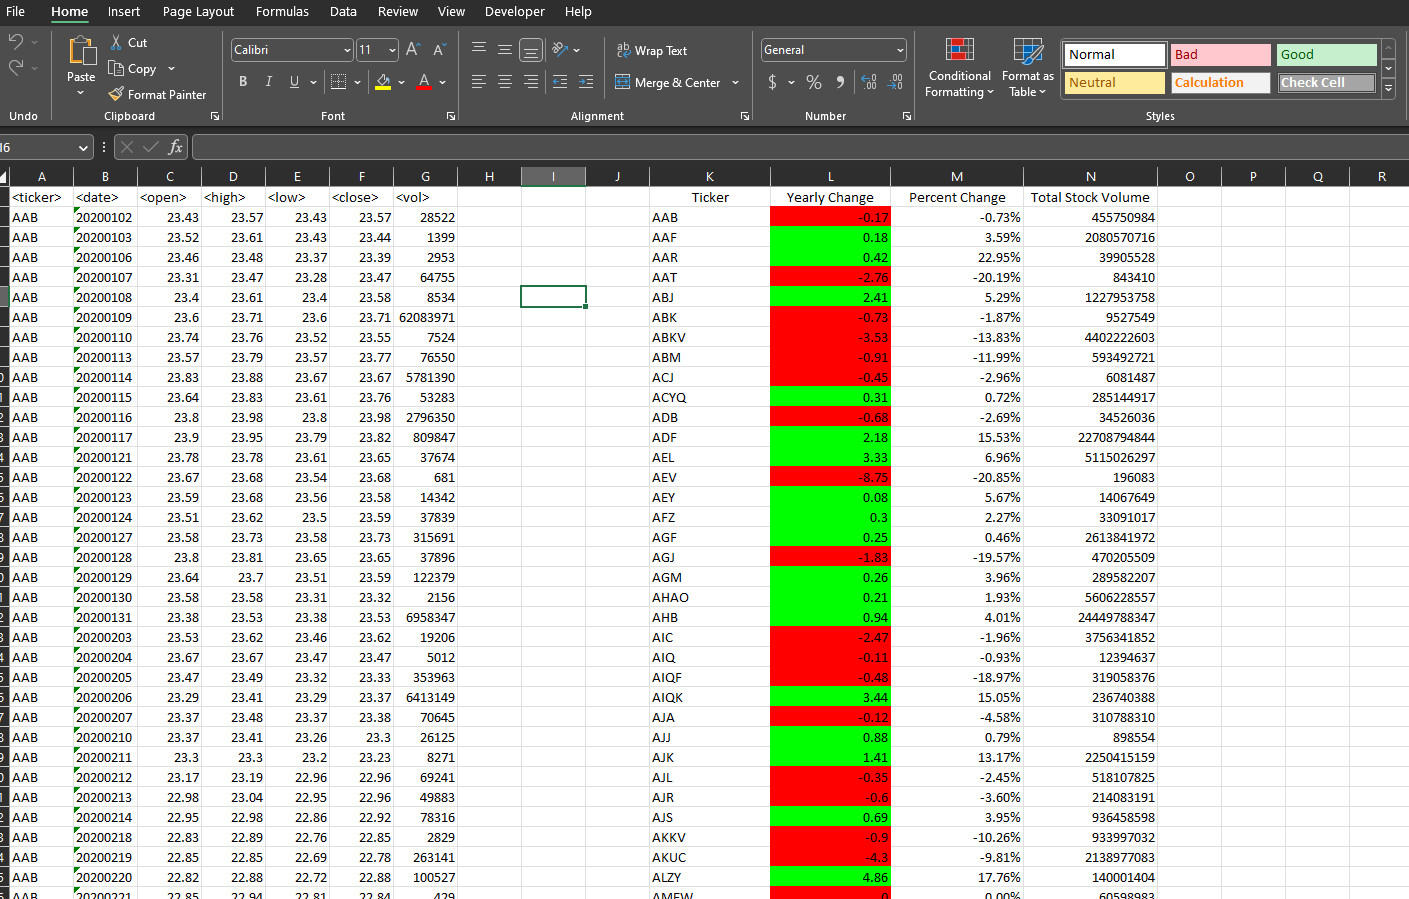 File Home Insert Page Layout Formulas Data Review View Developer Help
Cut
Copy
Format Painter
Paste
Calibri 11
B I U
Wrap Text
Merge & Center
General
$ %
Conditional Formatting
Format as Table
Normal Bad Good
Neutral Calculation Check Cell
Undo Clipboard Font Alignment Number Styles
I6 fx
A B C D E F G H I J K L M N O P Q R
<ticker> <date> <open> <high> <low> <close> <vol> Ticker Yearly Change Percent Change Total Stock Volume
AAB 20200102 23.43 23.57 23.43 23.57 28522 AAB -0.17 -0.73% 455750984
AAB 20200103 23.52 23.61 23.43 23.44 1399 AAF 0.18 3.59% 2080570716
AAB 20200106 23.46 23.48 23.37 23.39 2953 AAR 0.42 22.95% 39905528
AAB 20200107 23.31 23.47 23.28 23.47 64755 AAT -2.76 -20.19% 843410
AAB 20200108 23.4 23.61 23.4 23.58 8534 ABJ 2.41 5.29% 1227953758
AAB 20200109 23.6 23.71 23.6 23.71 62083971 ABK -0.73 -1.87% 9527549
AAB 20200110 23.74 23.76 23.52 23.55 7524 ABKV -3.53 -13.83% 4402222603
AAB 20200113 23.57 23.79 23.57 23.77 76550 ABM -0.91 -11.99% 593492721
AAB 20200114 23.83 23.88 23.67 23.67 5781390 ACJ -0.45 -2.96% 6081487
AAB 20200115 23.64 23.83 23.61 23.76 53283 ACYQ 0.31 0.72% 285144917
AAB 20200116 23.8 23.98 23.8 23.98 2796350 ADB -0.68 -2.69% 34526036
AAB 20200117 23.9 23.95 23.79 23.82 809847 ADF 2.18 15.53% 22708794844
AAB 20200121 23.78 23.78 23.61 23.65 37674 AEL 3.33 6.96% 5115026297
AAB 20200122 23.67 23.68 23.54 23.68 681 AEV -8.75 -20.85% 196083
AAB 20200123 23.59 23.68 23.56 23.58 14342 AEY 0.08 5.67% 14067649
AAB 20200124 23.51 23.62 23.5 23.59 37839 AFZ 0.3 2.27% 33091017
AAB 20200127 23.58 23.73 23.58 23.73 315691 AGF 0.25 0.46% 2613841972
AAB 20200128 23.8 23.81 23.65 23.65 37896 AGJ -1.83 -19.57% 470205509
AAB 20200129 23.64 23.7 23.51 23.59 122379 AGM 0.26 3.96% 289582207
AAB 20200130 23.58 23.58 23.31 23.32 2156 AHAO 0.21 1.93% 5606228557
AAB 20200131 23.38 23.53 23.38 23.53 6958347 AHB 0.94 4.01% 24449788347
AAB 20200203 23.53 23.62 23.46 23.62 19206 AIC -2.47 -1.96% 3756341852
AAB 20200204 23.67 23.67 23.47 23.47 5012 AIQ -0.11 -0.93% 12394637
AAB 20200205 23.47 23.49 23.32 23.33 353963 AIQF -0.48 -18.97% 319058376
AAB 20200206 23.29 23.41 23.29 23.37 6413149 AIQK 3.44 15.05% 236740388
AAB 20200207 23.37 23.48 23.37 23.38 70645 AJA -0.12 -4.58% 310788310
AAB 20200210 23.37 23.41 23.26 23.3 26125 AJJ 0.88 0.79% 898554
AAB 20200211 23.3 23.3 23.2 23.23 8271 AJK 1.41 13.17% 2250415159
AAB 20200212 23.17 23.19 22.96 22.96 69241 AJL -0.35 -2.45% 518107825
AAB 20200213 22.98 23.04 22.95 22.96 49883 AJR -0.6 -3.60% 214083191
AAB 20200214 22.95 22.98 22.86 22.92 78316 AJS 0.69 3.95% 936458598
AAB 20200218 22.83 22.89 22.76 22.85 2829 AKKV -0.9 -10.26% 933997032
AAB 20200219 22.85 22.85 22.69 22.78 263141 AKUC -4.3 -9.81% 2138977083
AAB 20200220 22.82 22.88 22.72 22.88 100527 ALZY 4.86 17.76% 140001404
AAB 20200221 22.85 22.94 22.81 22.84 429 AMEW 0 0.00% 60598983